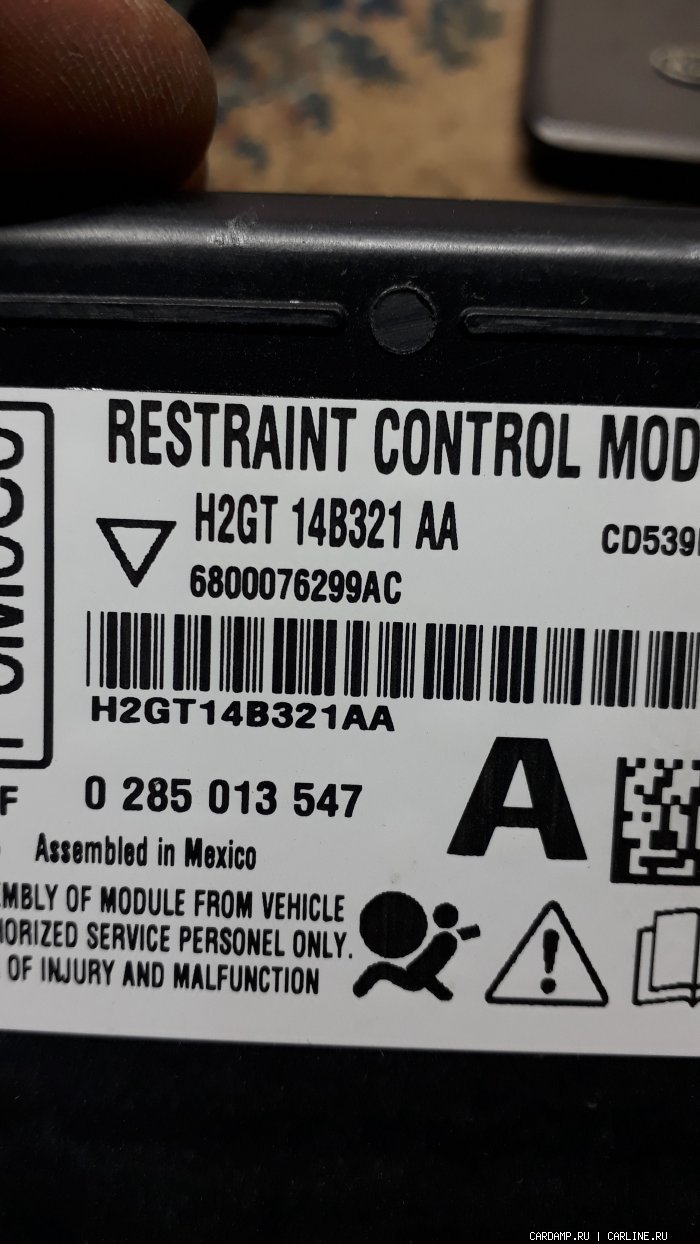 RESTRAINT CONTROL MOD
H2GT 14B321 AA
CD539
6800076299AC
H2GT14B321AA
F
0 285 013 547
A
Assembled in Mexico
EMBLY OF MODULE FROM VEHICLE
HORIZED SERVICE PERSONEL ONLY.
OF INJURY AND MALFUNCTION
CARDAMP.RU | CARLINE.RU